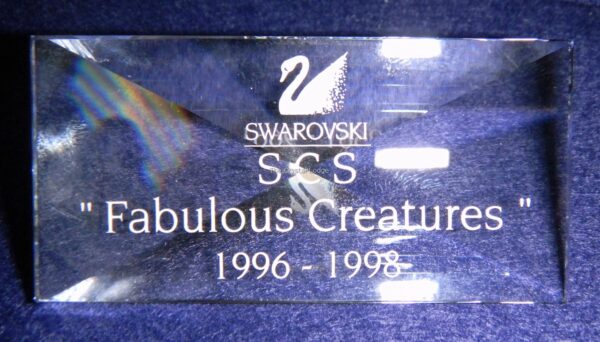 SWAROVSKI
SCS
" Fabulous Creatures "
1996 - 1998